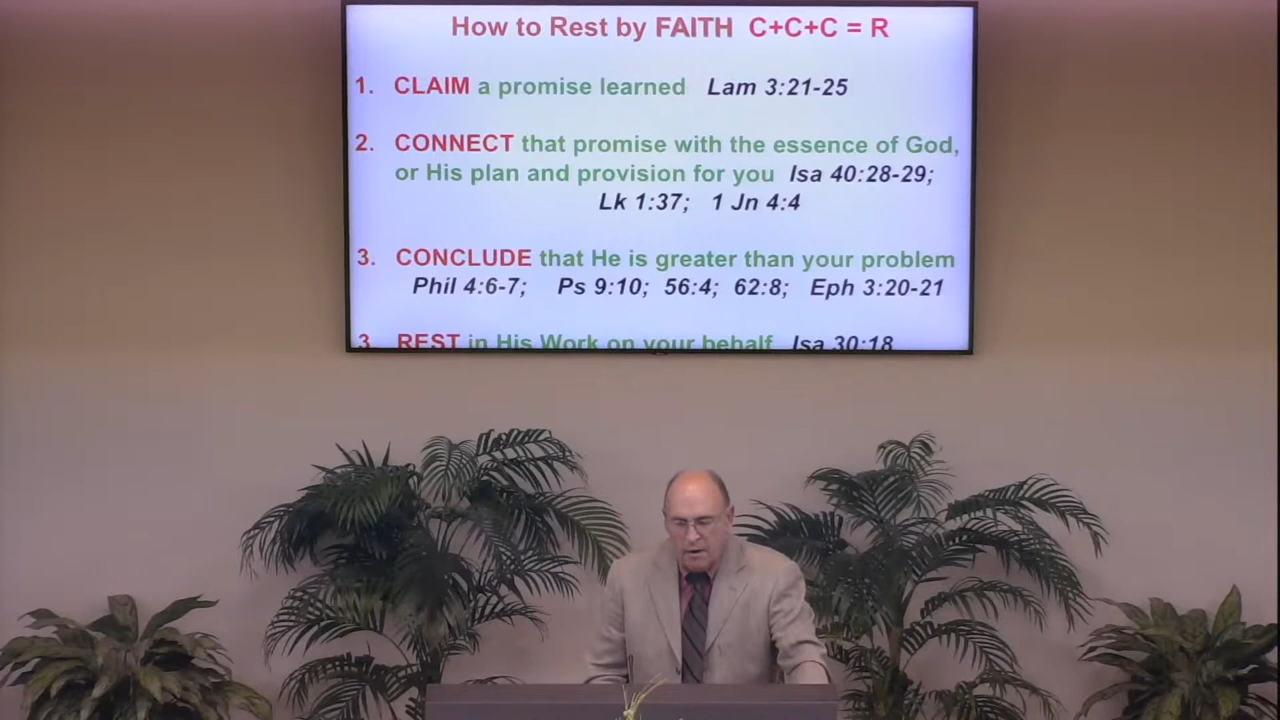 How to Rest by FAITH C+C+C = R
1. CLAIM a promise learned Lam 3:21-25
2. CONNECT that promise with the essence of God,
or His plan and provision for you Isa 40:28-29;
Lk 1:37; 1 Jn 4:4
3. CONCLUDE that He is greater than your problem
Phil 4:6-7; Ps 9:10; 56:4; 62:8; Eph 3:20-21
3 REST in His Work on your behalf Isa 30:18